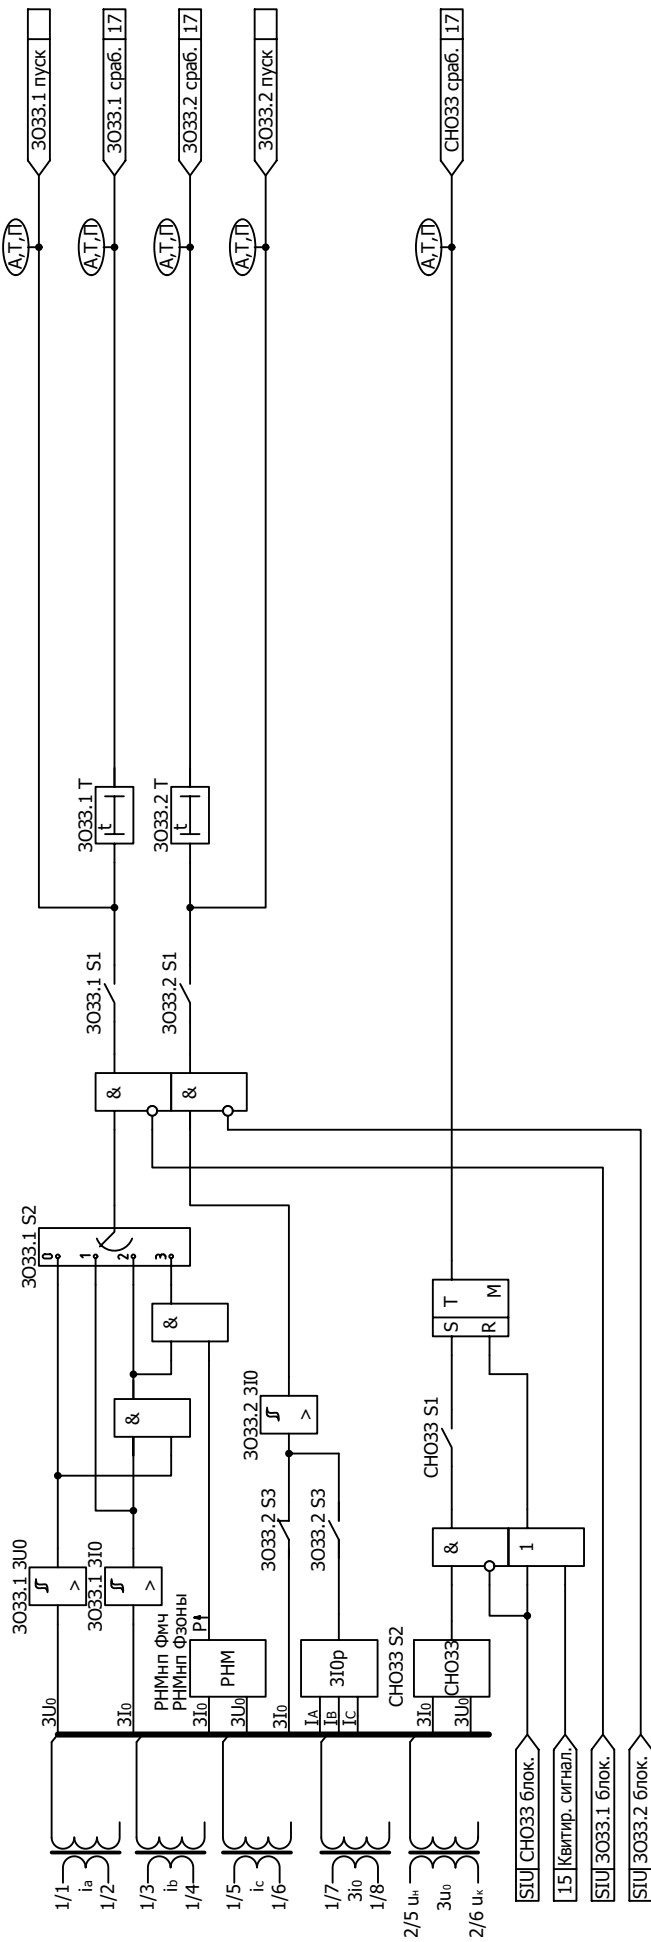 ЗОЗЗ.1 пуск
ЗОЗЗ.1 сраб. 17
ЗОЗЗ.2 сраб. 17
ЗОЗЗ.2 пуск
СНОЗЗ сраб. 17
А,Т,П
А,Т,П
А,Т,П
А,Т,П
А,Т,П
ЗОЗЗ.1 T
t
ЗОЗЗ.2 T
t
ЗОЗЗ.1 S1
ЗОЗЗ.2 S1
&
&
ЗОЗЗ.1 S2
0
1
2
3
&
&
ЗОЗЗ.1 3U0
>
ЗОЗЗ.1 3I0
>
ЗОЗЗ.2 3I0
>
ЗОЗЗ.2 S3
ЗОЗЗ.2 S3
S T M
R
СНОЗЗ S1
&
1
РНМнп Фмч
РНМнп Фзоны
P
РНМ
3I0р
СНОЗЗ S2
СНОЗЗ
3U0
3I0
3I0
3U0
3I0
IA
IB
IC
3I0
3U0
1/1
ia
1/2
1/3
ib
1/4
1/5
ic
1/6
1/7
3i0
1/8
2/5 uн
3u0
2/6 uк
SIU СНОЗЗ блок.
15 Квитир. сигнал.
SIU ЗОЗЗ.1 блок.
SIU ЗОЗЗ.2 блок.